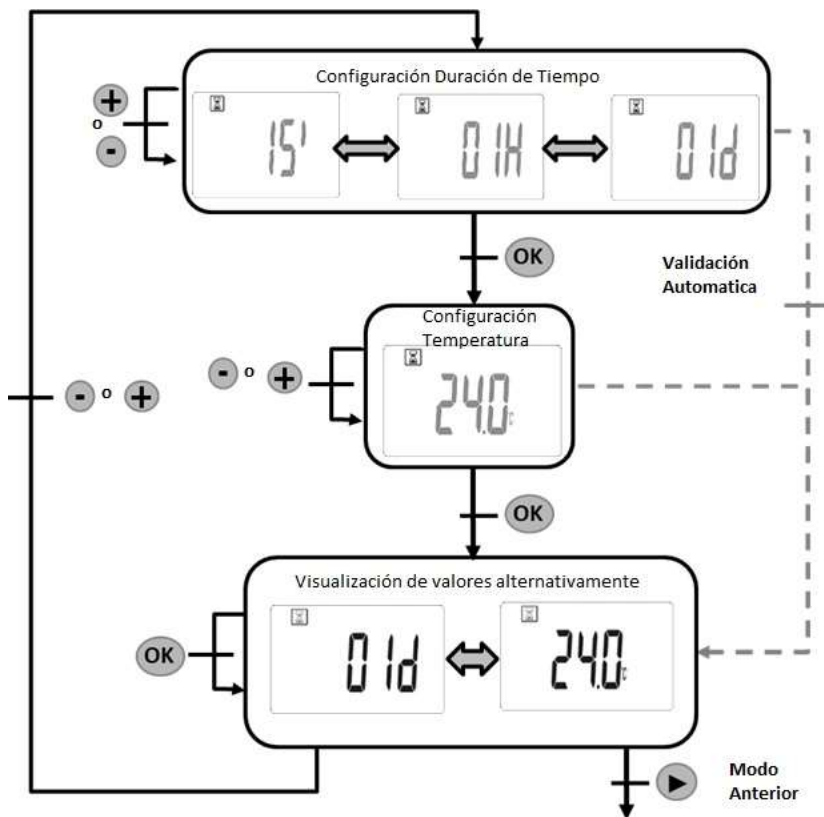 Configuración Duración de Tiempo
+
o
-
15'
01H
01d
OK
Validación
Automatica
Configuración
Temperatura
- o +
24.0 °C
- o +
OK
Visualización de valores alternativamente
OK
01d
24.0 °C
Modo
Anterior